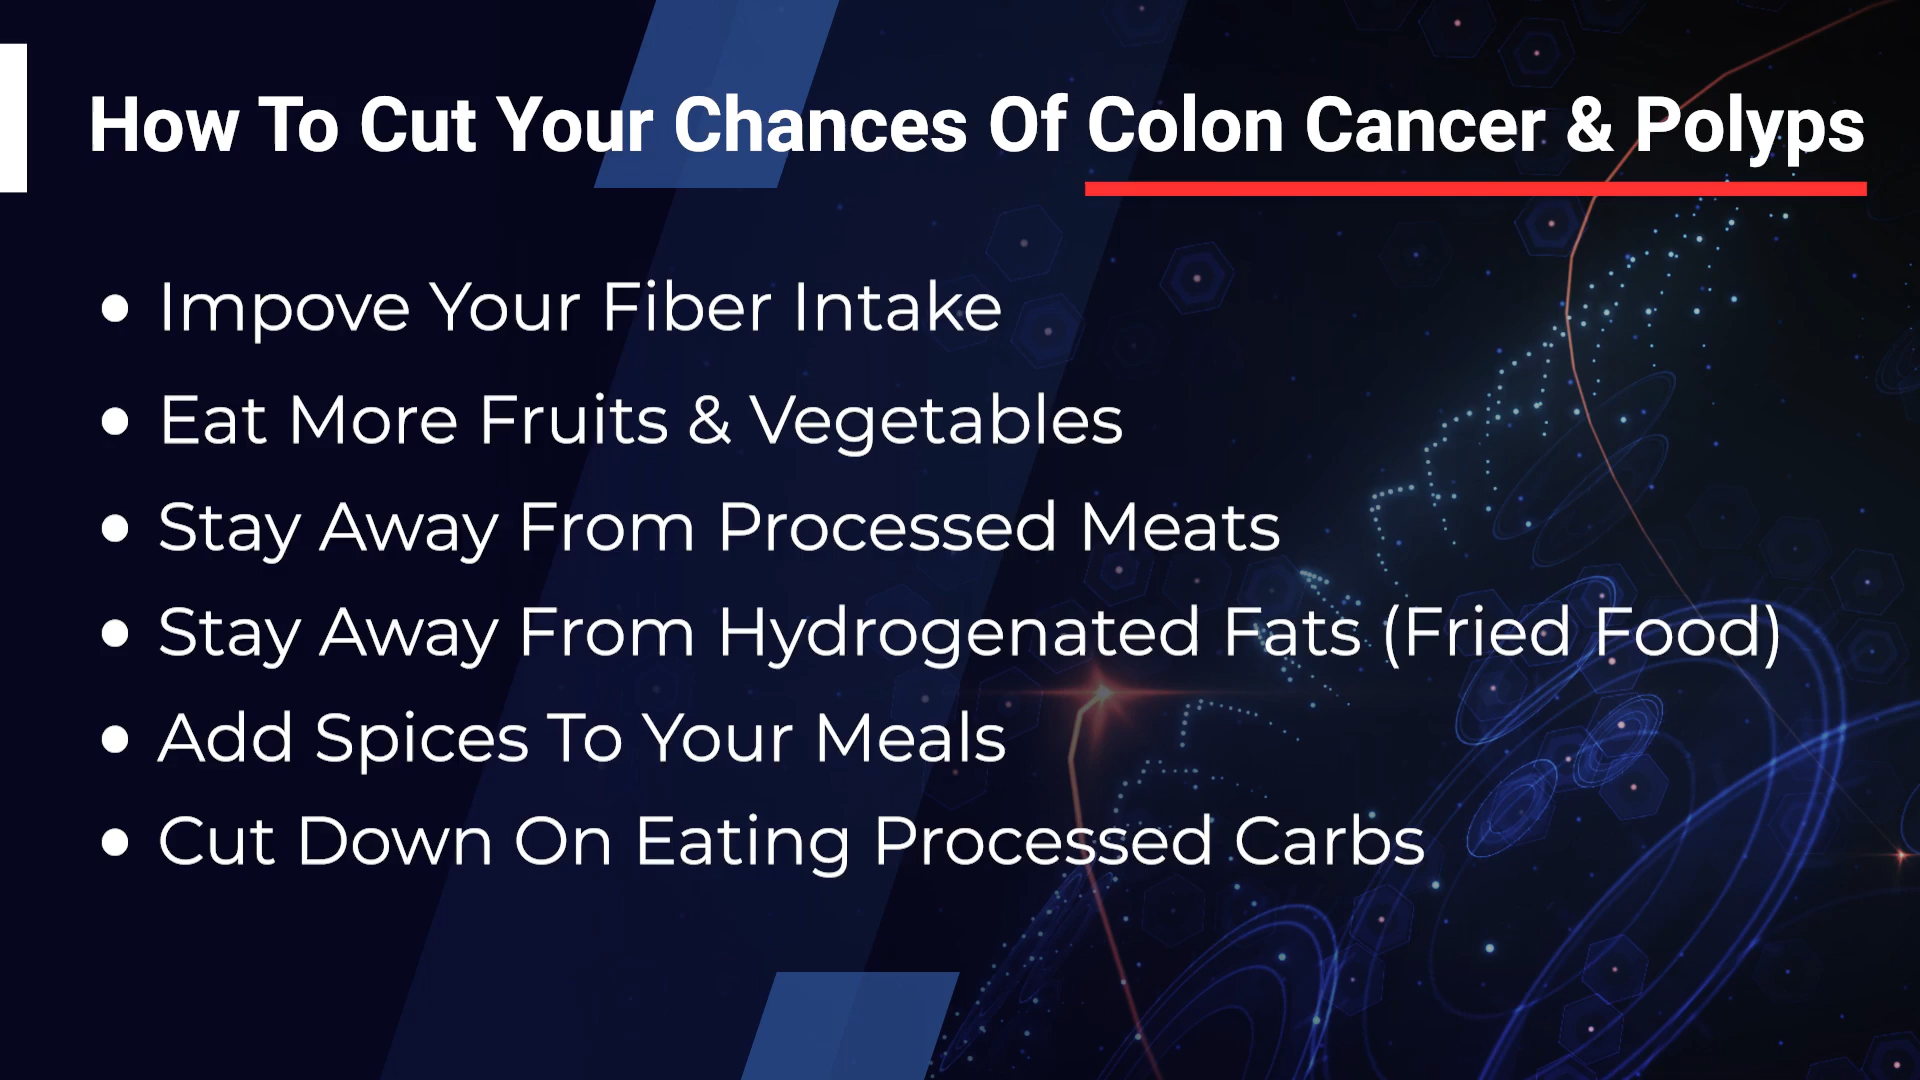 How To Cut Your Chances Of Colon Cancer & Polyps
• Impove Your Fiber Intake
• Eat More Fruits & Vegetables
• Stay Away From Processed Meats
• Stay Away From Hydrogenated Fats (Fried Food)
• Add Spices To Your Meals
• Cut Down On Eating Processed Carbs